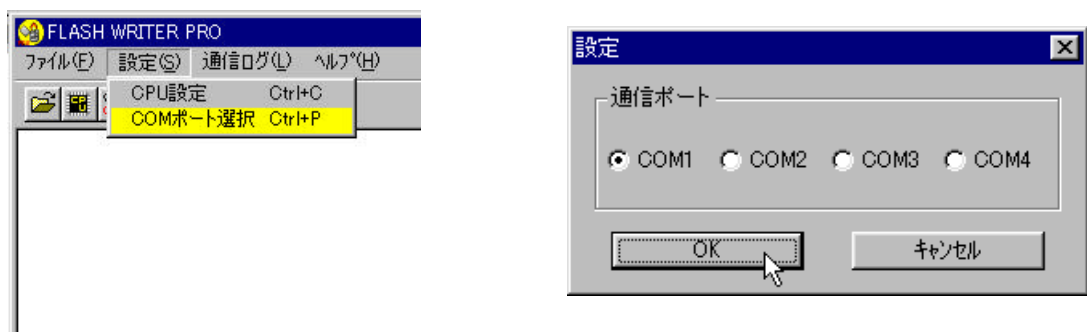 FLASH WRITER PRO
ﾌｧｲﾙ(F) 設定(S) 通信ログ(L) ﾍﾙﾌﾟ(H)
CPU設定 Ctrl+C
COMポート選択 Ctrl+P
設定
通信ポート
COM1 COM2 COM3 COM4
OK ｷｬﾝｾﾙ